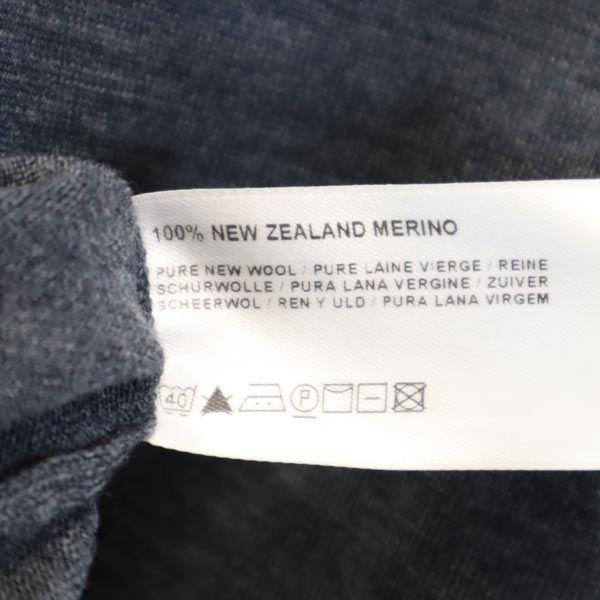 100% NEW ZEALAND MERINO
PURE NEW WOOL / PURE LAINE VIERGE / REINE
SCHURWOLLE / PURA LANA VERGINE / ZUIVER
SCHEERWOL / REN Y ULD / PURA LANA VIRGEM
40 P